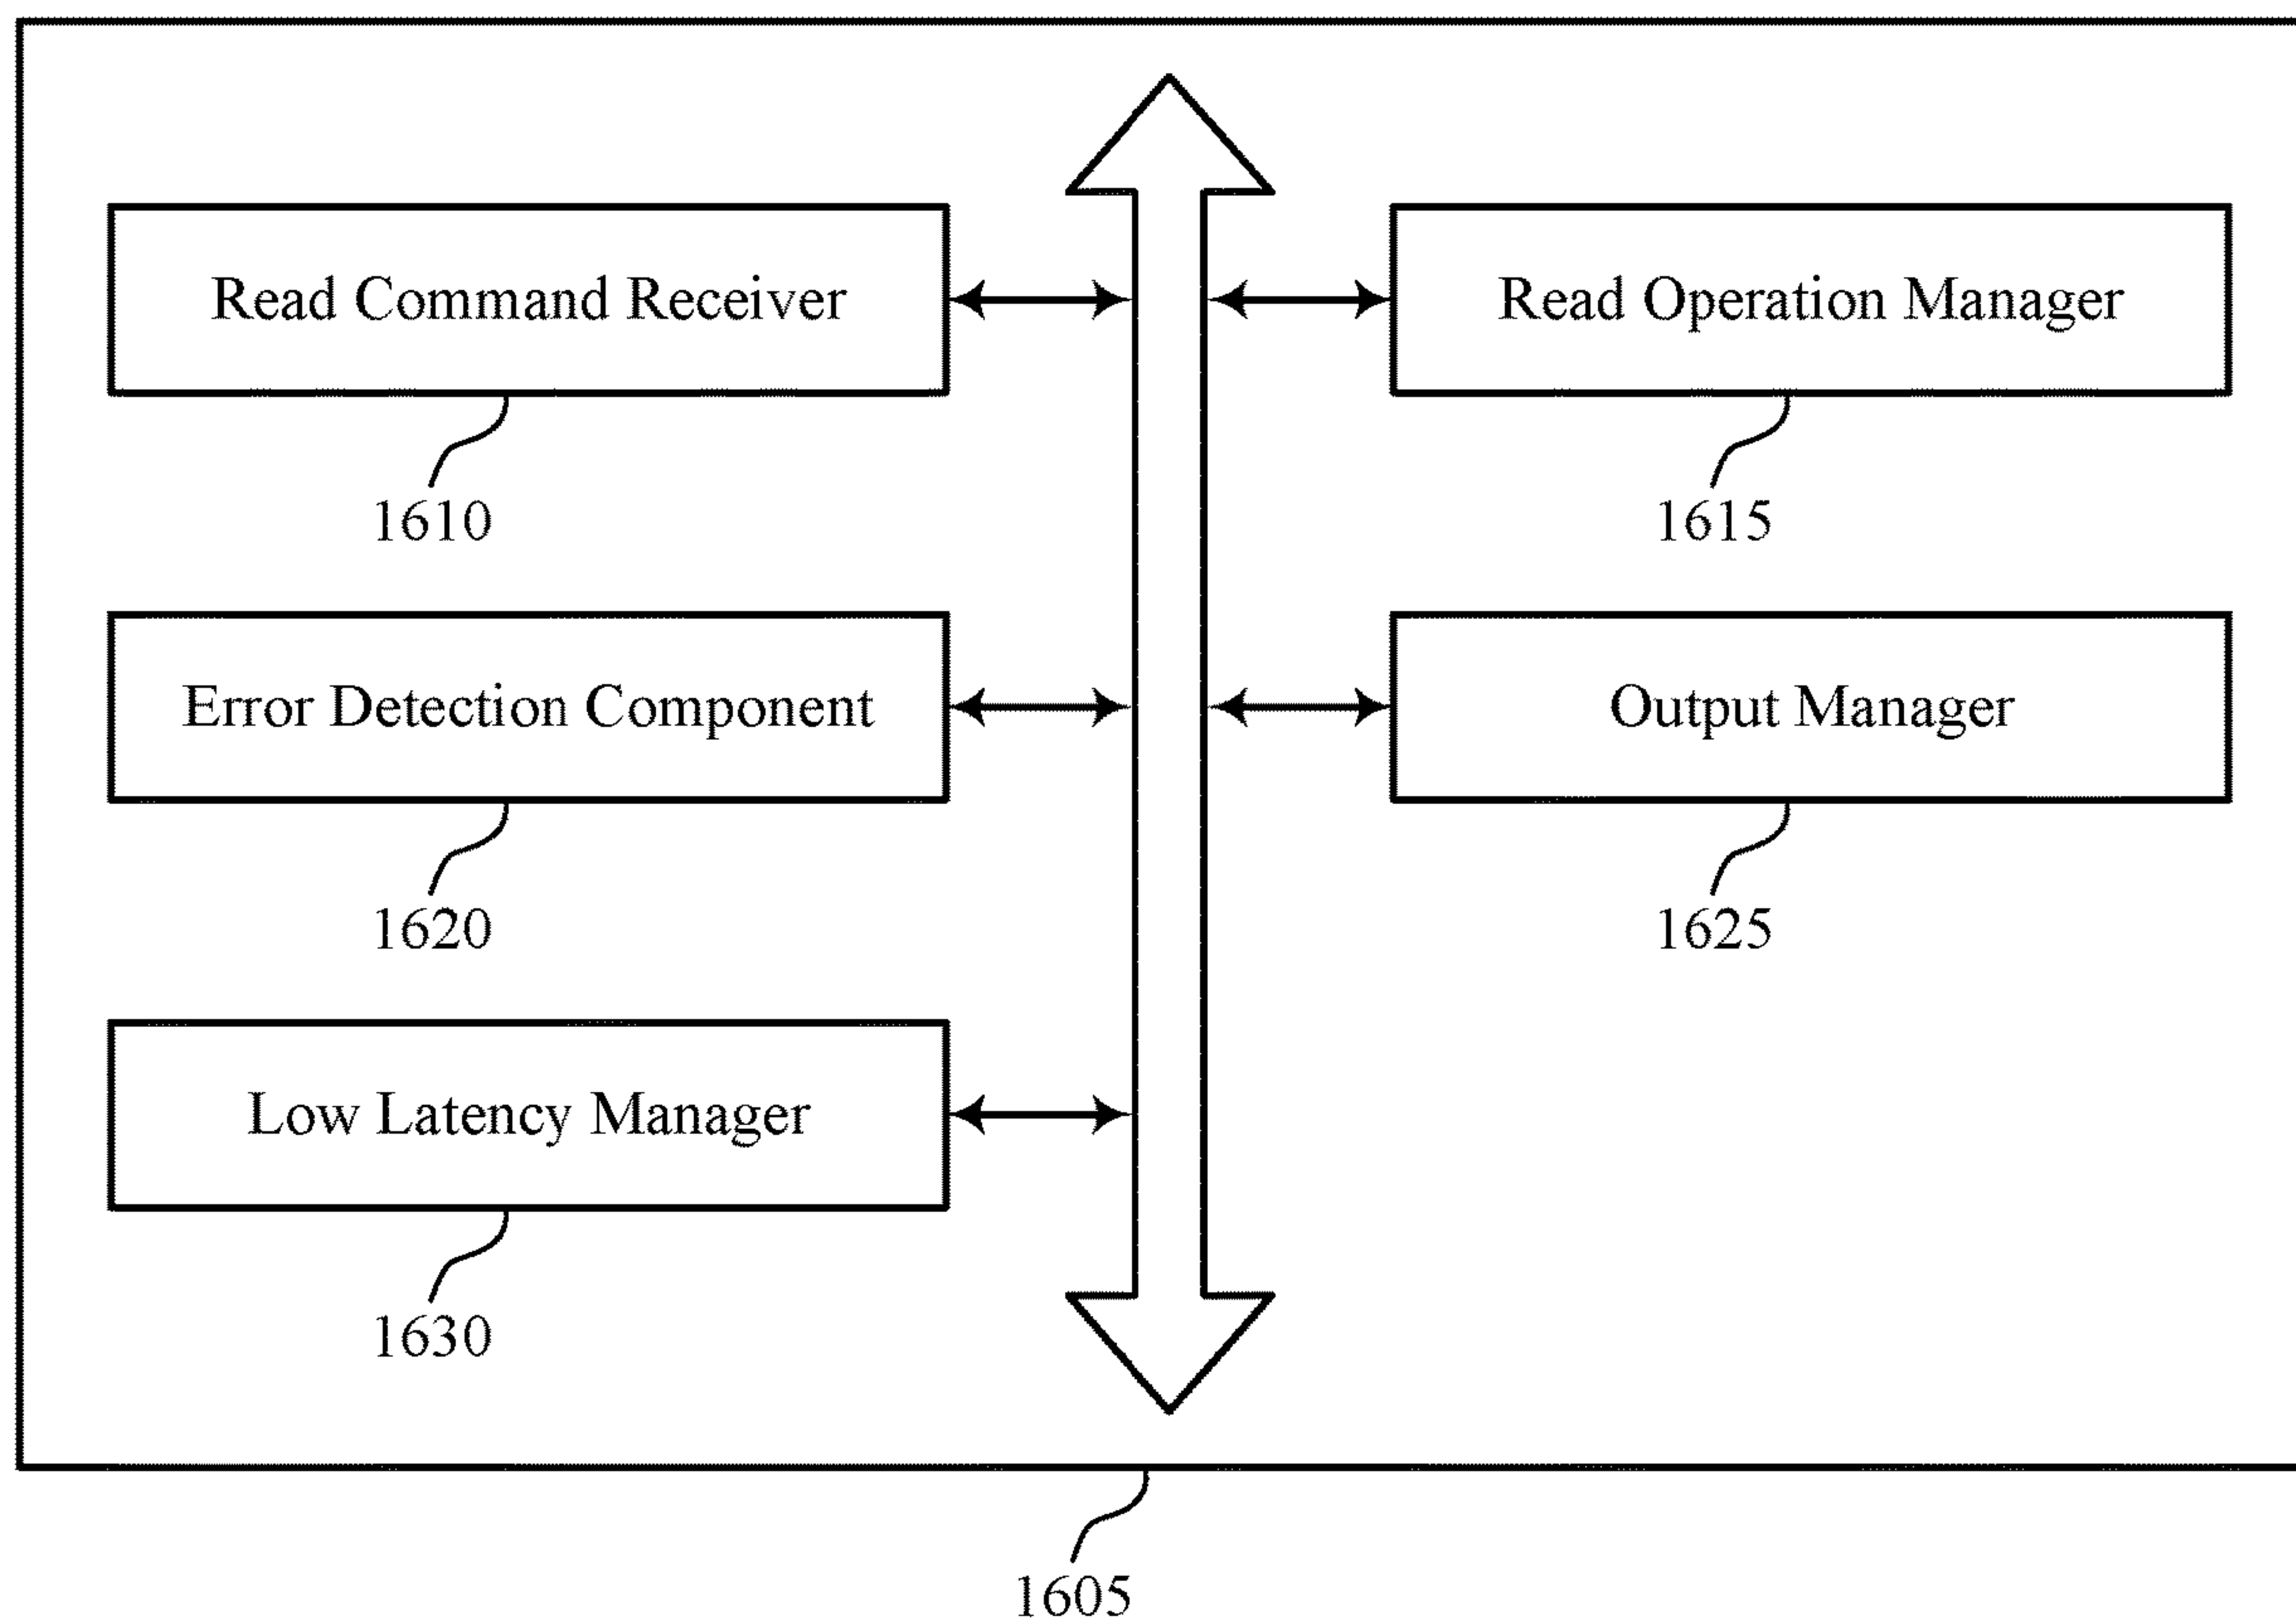 Read Command Receiver
Read Operation Manager
1610
1615
Error Detection Component
Output Manager
1620
1625
Low Latency Manager
1630
1605